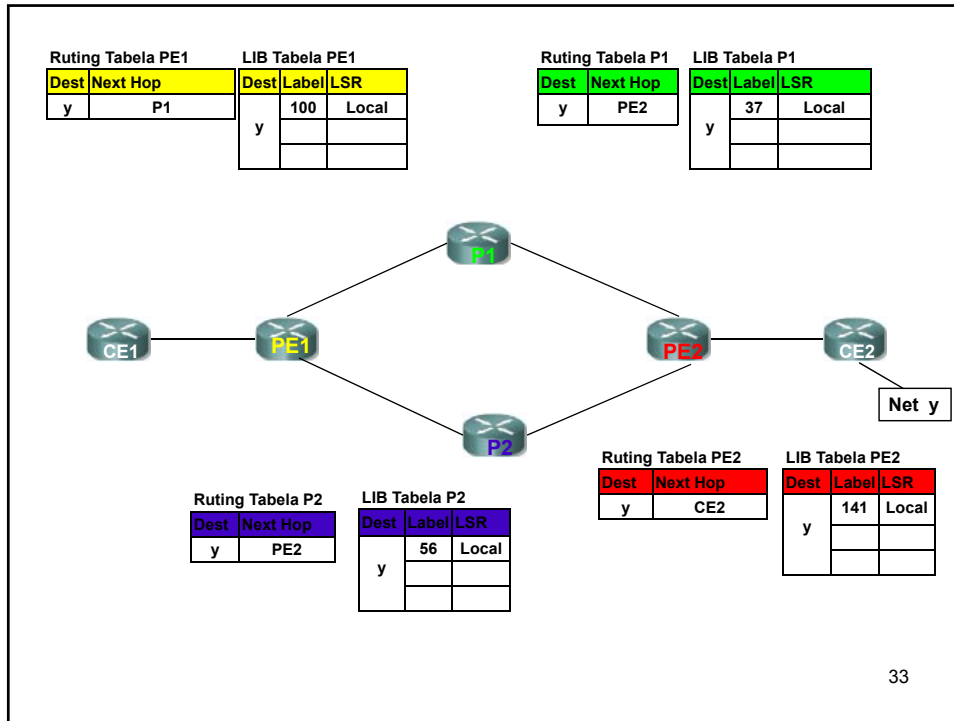 Ruting Tabela PE1 LIB Tabela PE1 Ruting Tabela P1 LIB Tabela P1
Dest Next Hop Dest Label LSR Dest Next Hop Dest Label LSR
y P1 y 100 Local y PE2 y 37 Local
P1
CE1 PE1 PE2 CE2
Net y
P2
Ruting Tabela PE2 LIB Tabela PE2
Dest Next Hop Dest Label LSR
y CE2 y 141 Local
Ruting Tabela P2 LIB Tabela P2
Dest Next Hop Dest Label LSR
y PE2 y 56 Local
33